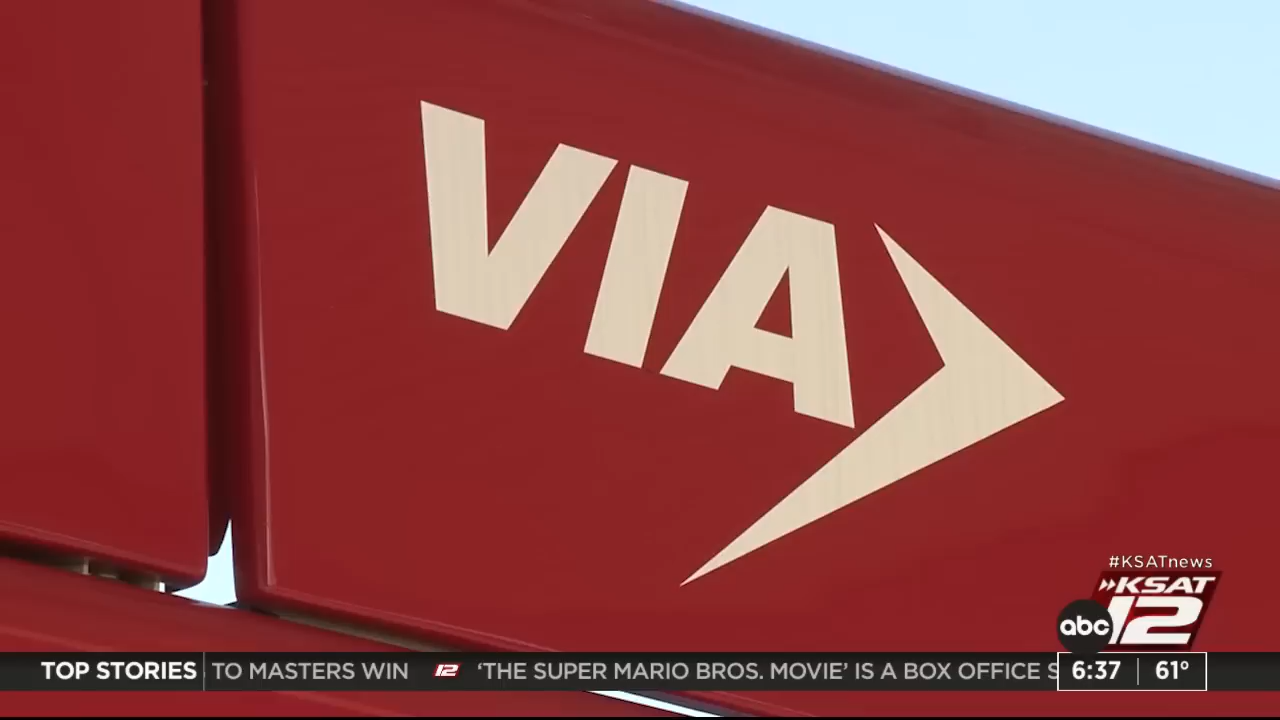 VIA
#KSATnews
KSAT
abc 12
TOP STORIES TO MASTERS WIN 12 ‘THE SUPER MARIO BROS. MOVIE’ IS A BOX OFFICE S 6:37 61°